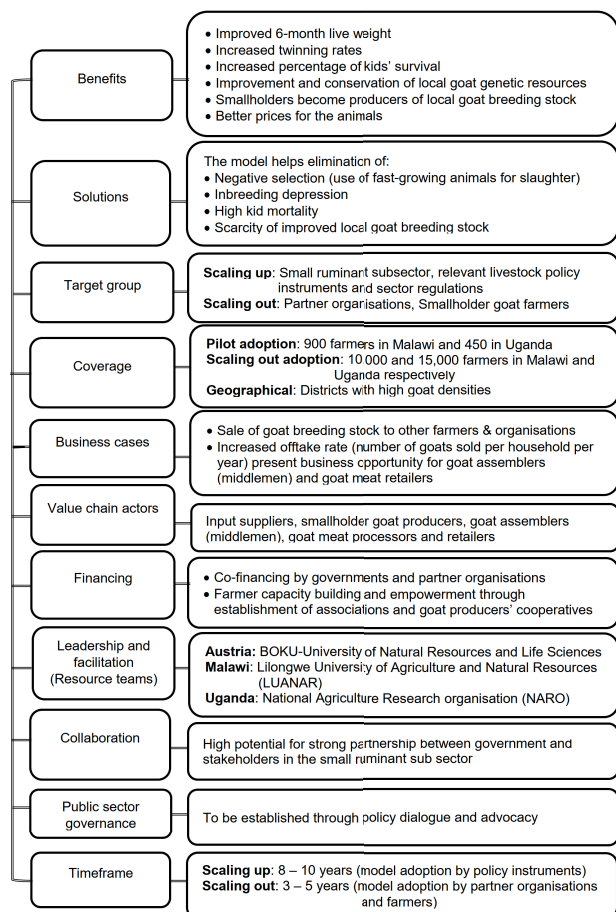 Benefits
• Improved 6-month live weight
• Increased twinning rates
• Increased percentage of kids' survival
• Improvement and conservation of local goat genetic resources
• Smallholders become producers of local goat breeding stock
• Better prices for the animals
Solutions
The model helps elimination of:
• Negative selection (use of fast-growing animals for slaughter)
• Inbreeding depression
• High kid mortality
• Scarcity of improved local goat breeding stock
Target group
Scaling up: Small ruminant subsector, relevant livestock policy
instruments and sector regulations
Scaling out: Partner organisations, Smallholder goat farmers
Coverage
Pilot adoption: 900 farmers in Malawi and 450 in Uganda
Scaling out adoption: 10 000 and 15,000 farmers in Malawi and
Uganda respectively
Geographical: Districts with high goat densities
Business cases
• Sale of goat breeding stock to other farmers & organisations
• Increased offtake rate (number of goats sold per household per
year) present business opportunity for goat assemblers
(middlemen) and goat meat retailers
Value chain actors
Input suppliers, smallholder goat producers, goat assemblers
(middlemen), goat meat processors and retailers
Financing
• Co-financing by governments and partner organisations
• Farmer capacity building and empowerment through
establishment of associations and goat producers' cooperatives
Leadership and
facilitation
(Resource teams)
Austria: BOKU-University of Natural Resources and Life Sciences
Malawi: Lilongwe University of Agriculture and Natural Resources
(LUANAR)
Uganda: National Agriculture Research organisation (NARO)
Collaboration
High potential for strong partnership between government and
stakeholders in the small ruminant sub sector
Public sector
governance
To be established through policy dialogue and advocacy
Timeframe
Scaling up: 8 – 10 years (model adoption by policy instruments)
Scaling out: 3 – 5 years (model adoption by partner organisations
and farmers)